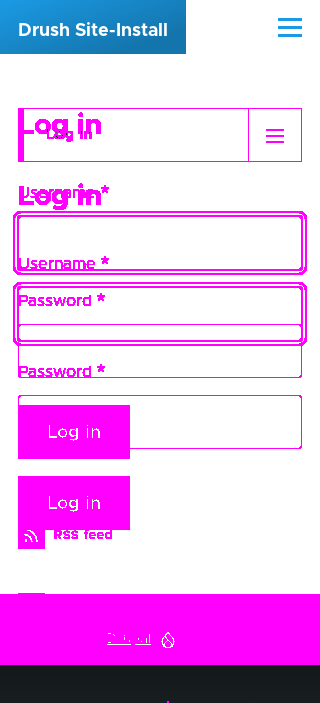 Drush Site-Install
Log in
Log in
Username *
Log in
Username *
Password *
Password *
Log in
Log in
RSS feed
Drupal